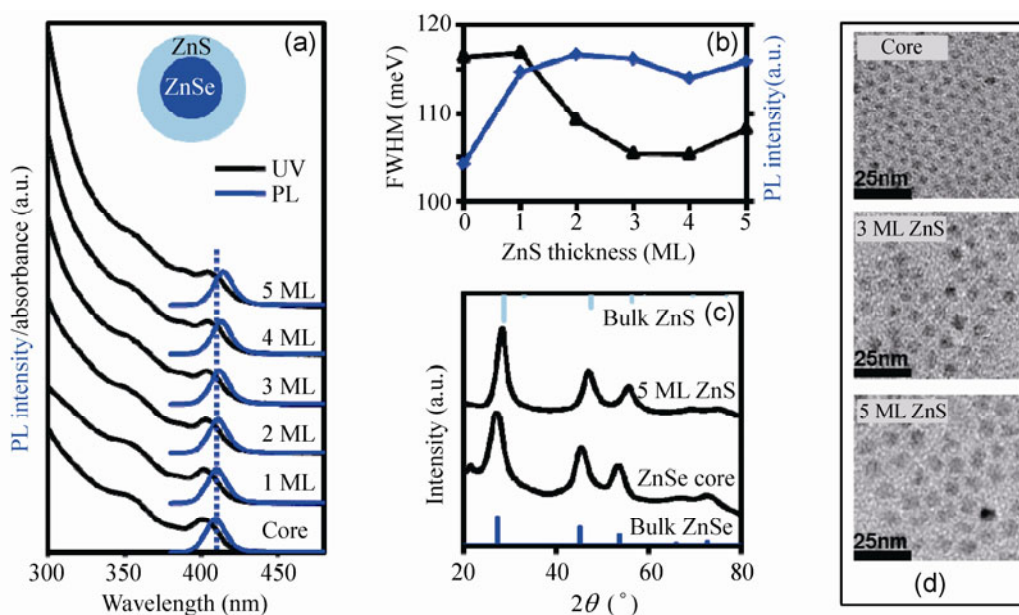 (a)
ZnS
ZnSe
UV
PL
5 ML
4 ML
3 ML
2 ML
1 ML
Core
PL intensity/absorbance (a.u.)
300 350 400 450
Wavelength (nm)
(b)
120
110
100
FWHM (meV)
PL intensity(a.u.)
0 1 2 3 4 5
ZnS thickness (ML)
(c)
Bulk ZnS
5 ML ZnS
ZnSe core
Bulk ZnSe
Intensity (a.u.)
20 40 60 80
2θ (°)
Core
25nm
3 ML ZnS
25nm
5 ML ZnS
25nm
(d)